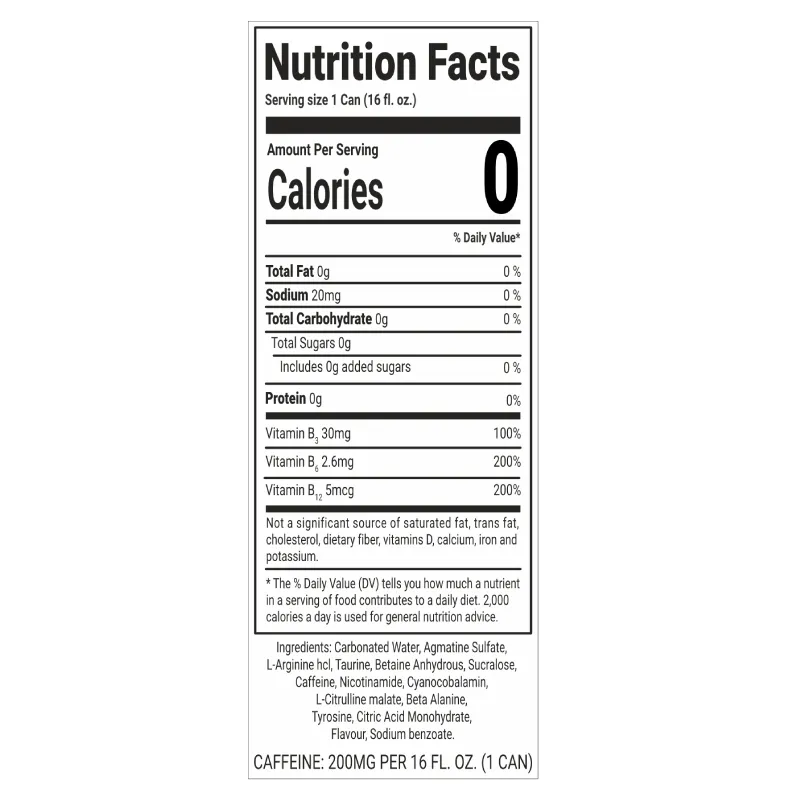 Nutrition Facts
Serving size 1 Can (16 fl. oz.)
Amount Per Serving
Calories 0
% Daily Value*
Total Fat 0g 0 %
Sodium 20mg 0 %
Total Carbohydrate 0g 0 %
Total Sugars 0g
Includes 0g added sugars 0 %
Protein 0g 0%
Vitamin B3 30mg 100%
Vitamin B6 2.6mg 200%
Vitamin B12 5mcg 200%
Not a significant source of saturated fat, trans fat,
cholesterol, dietary fiber, vitamins D, calcium, iron and
potassium.
* The % Daily Value (DV) tells you how much a nutrient
in a serving of food contributes to a daily diet. 2,000
calories a day is used for general nutrition advice.
Ingredients: Carbonated Water, Agmatine Sulfate,
L-Arginine hcl, Taurine, Betaine Anhydrous, Sucralose,
Caffeine, Nicotinamide, Cyanocobalamin,
L-Citrulline malate, Beta Alanine,
Tyrosine, Citric Acid Monohydrate,
Flavour, Sodium benzoate.
CAFFEINE: 200MG PER 16 FL. OZ. (1 CAN)